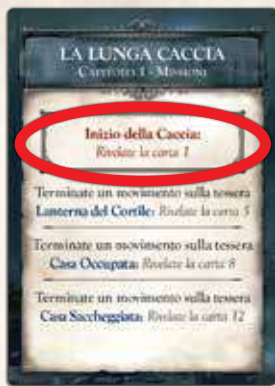 LA LUNGA CACCIA
CAPITOLO 1 - MISSIONI
Inizio della Caccia:
Rivelate la carta 1
Terminate un movimento sulla tessera
Lanterna del Cortile: Rivelate la carta 5
Terminate un movimento sulla tessera
Casa Occupata: Rivelate la carta 8
Terminate un movimento sulla tessera
Casa Saccheggiata: Rivelate la carta 12